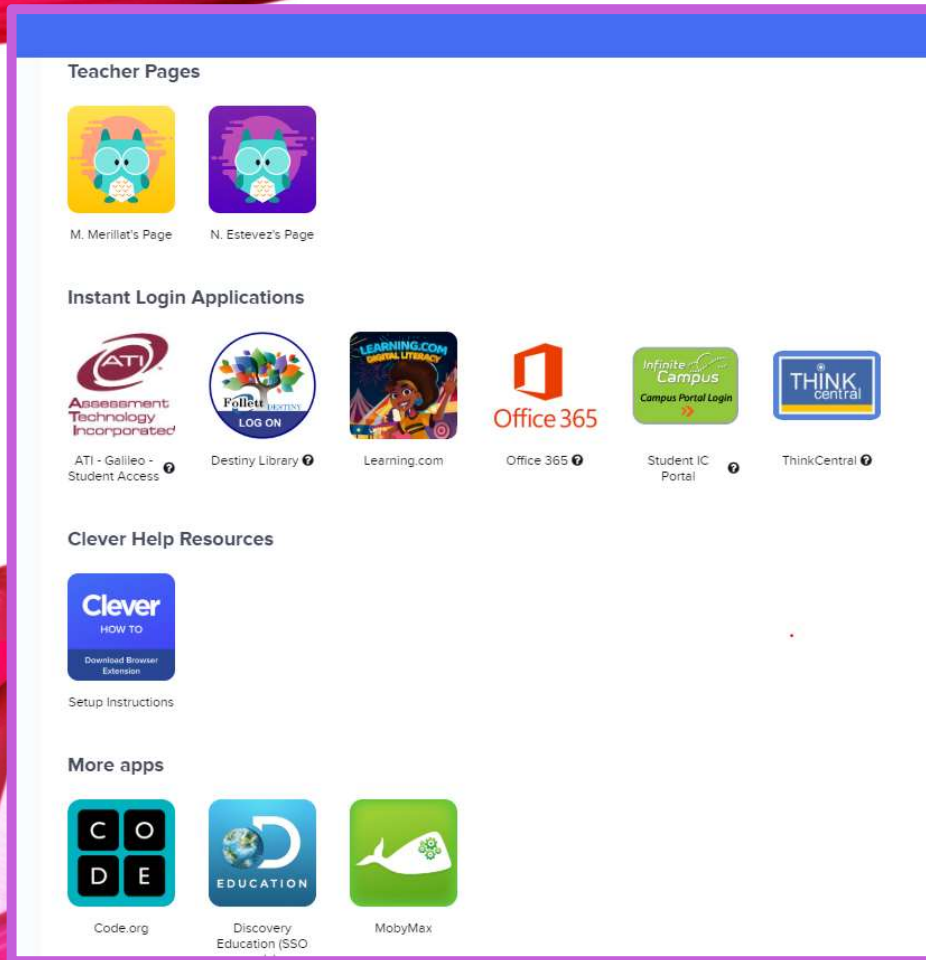 Teacher Pages
M. Merillat's Page
N. Estevez's Page
Instant Login Applications
ATI
Assessment
Technology
Incorporated
Follett DESTINY
LOG ON
LEARNING.COM
DIGITAL LITERACY
Office 365
Infinite
Campus
Campus Portal Login
THINK
central
ATI - Galileo -
Student Access
Destiny Library
Learning.com
Office 365
Student IC
Portal
ThinkCentral
Clever Help Resources
Clever
HOW TO
Download Browser
Extension
Setup Instructions
More apps
C O
D E
EDUCATION
Code.org
Discovery
Education (SSO
MobyMax